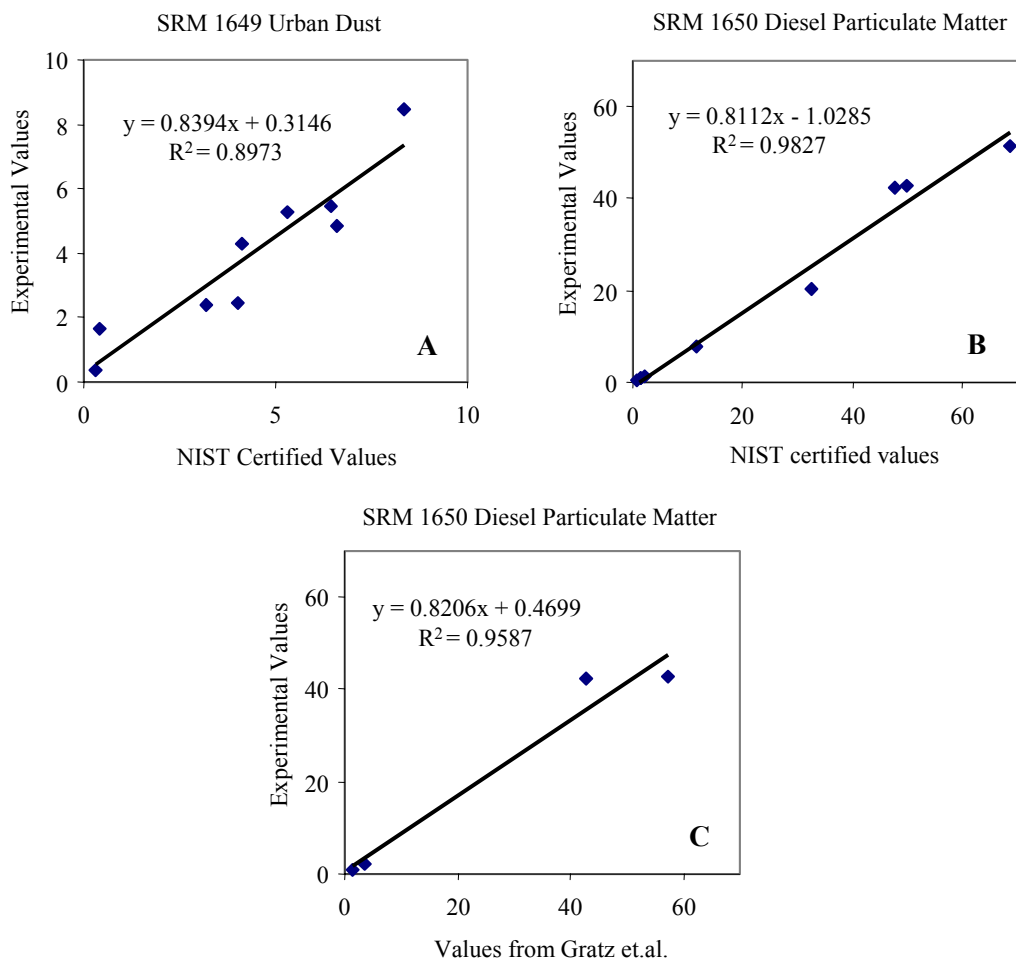 SRM 1649 Urban Dust
10
8
6
4
2
0
Experimental Values
y = 0.8394x + 0.3146
R² = 0.8973
A
0 5 10
NIST Certified Values
SRM 1650 Diesel Particulate Matter
60
40
20
0
Experimental Values
y = 0.8112x - 1.0285
R² = 0.9827
B
0 20 40 60
NIST certified values
SRM 1650 Diesel Particulate Matter
60
40
20
0
Experimental Values
y = 0.8206x + 0.4699
R² = 0.9587
C
0 20 40 60
Values from Gratz et.al.